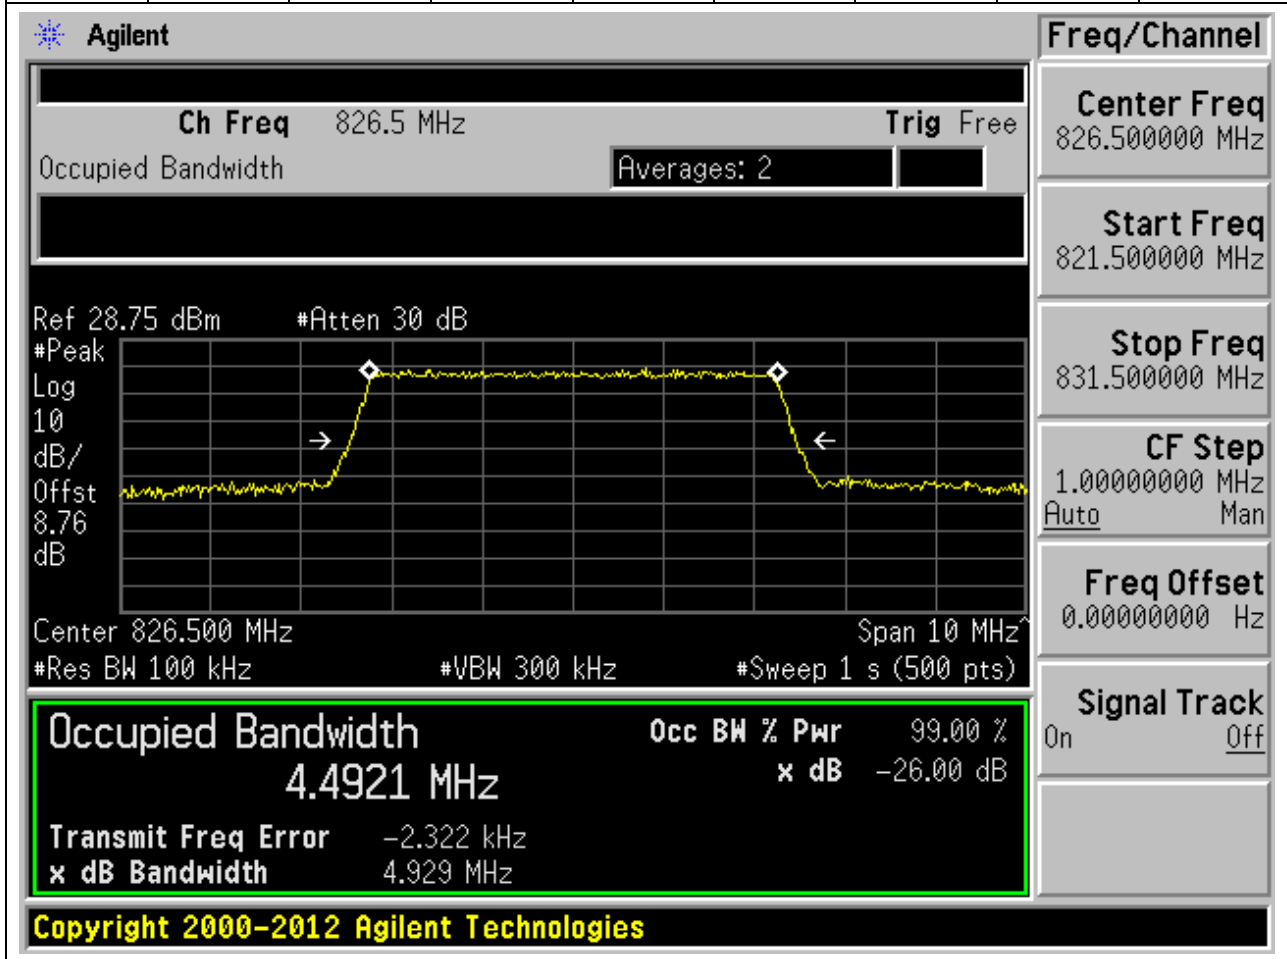 Agilent
Freq/Channel
Ch Freq 826.5 MHz Trig Free
Occupied Bandwidth Averages: 2
Center Freq
826.500000 MHz
Start Freq
821.500000 MHz
Stop Freq
831.500000 MHz
CF Step
1.00000000 MHz
Auto Man
Freq Offset
0.00000000 Hz
Signal Track
On Off
Ref 28.75 dBm #Atten 30 dB
#Peak
Log
10
dB/
Offst
8.76
dB
Center 826.500 MHz Span 10 MHz^
#Res BW 100 kHz #VBW 300 kHz #Sweep 1 s (500 pts)
Occupied Bandwidth Occ BW % Pwr 99.00 %
4.4921 MHz x dB -26.00 dB
Transmit Freq Error -2.322 kHz
x dB Bandwidth 4.929 MHz
Copyright 2000-2012 Agilent Technologies